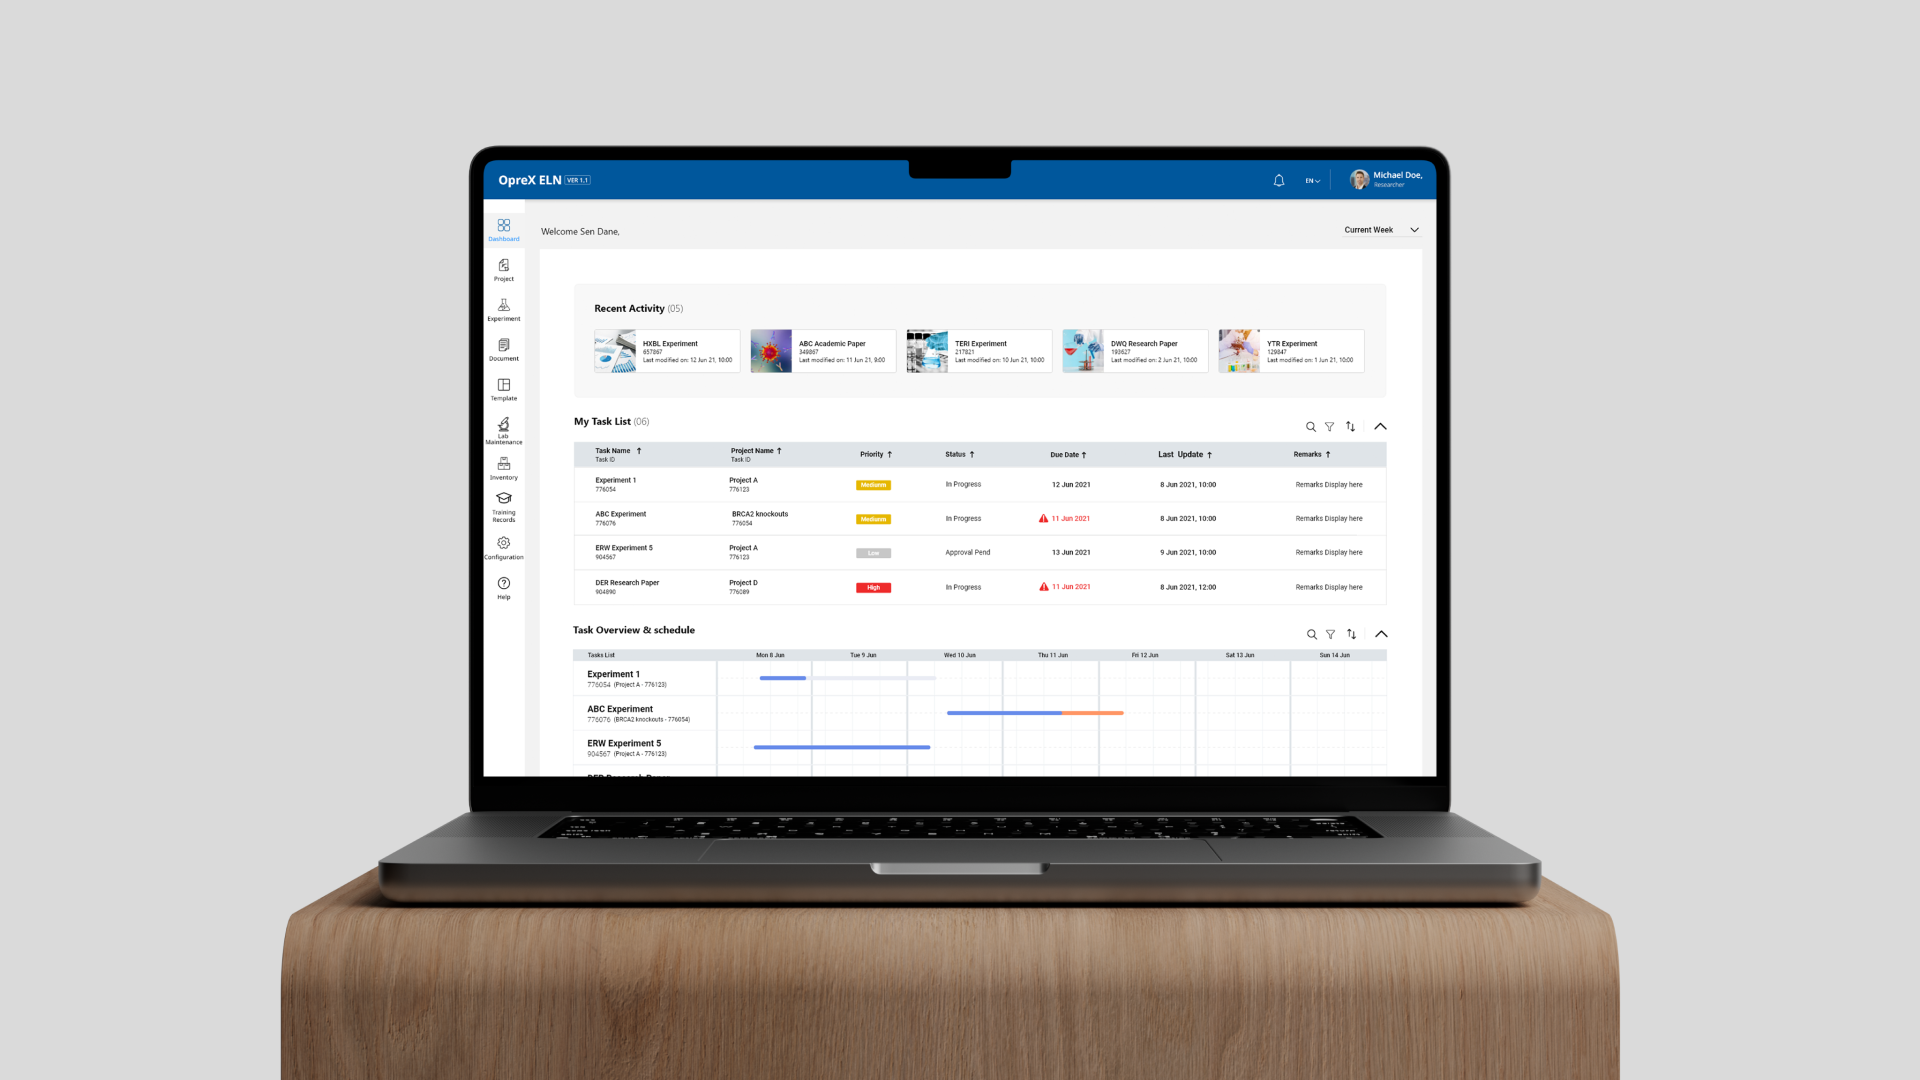 OpreX ELN VER 1.1
EN
Michael Doe,
Researcher
Dashboard
Project
Experiment
Document
Template
Lab
Maintenance
Inventory
Training
Records
Configuration
Help
Welcome Sen Dane,
Current Week
Recent Activity (05)
HXBL Experiment
657867
Last modified on: 12 Jun 21, 10:00
ABC Academic Paper
349867
Last modified on: 11 Jun 21, 9:00
TERI Experiment
217821
Last modified on: 10 Jun 21, 10:00
DWQ Research Paper
193627
Last modified on: 2 Jun 21, 10:00
YTR Experiment
129847
Last modified on: 1 Jun 21, 10:00
My Task List (06)
Task Name ↑ Project Name ↑ Priority ↑ Status ↑ Due Date ↑ Last Update ↑ Remarks ↑
Task ID Task ID
Experiment 1 Project A Medianm In Progress 12 Jun 2021 8 Jun 2021, 10:00 Remarks Display here
776054 776123
ABC Experiment BRCA2 knockouts Medianm In Progress 11 Jun 2021 8 Jun 2021, 10:00 Remarks Display here
776076 776054
ERW Experiment 5 Project A Low Approval Pend 13 Jun 2021 9 Jun 2021, 10:00 Remarks Display here
904567 776123
DER Research Paper Project D High In Progress 11 Jun 2021 8 Jun 2021, 12:00 Remarks Display here
904890 776089
Task Overview & schedule
Tasks List Mon 8 Jun Tue 9 Jun Wed 10 Jun Thu 11 Jun Fri 12 Jun Sat 13 Jun Sun 14 Jun
Experiment 1
776054 (Project A - 776123)
ABC Experiment
776076 (BRCA2 knockouts - 776054)
ERW Experiment 5
904567 (Project A - 776123)